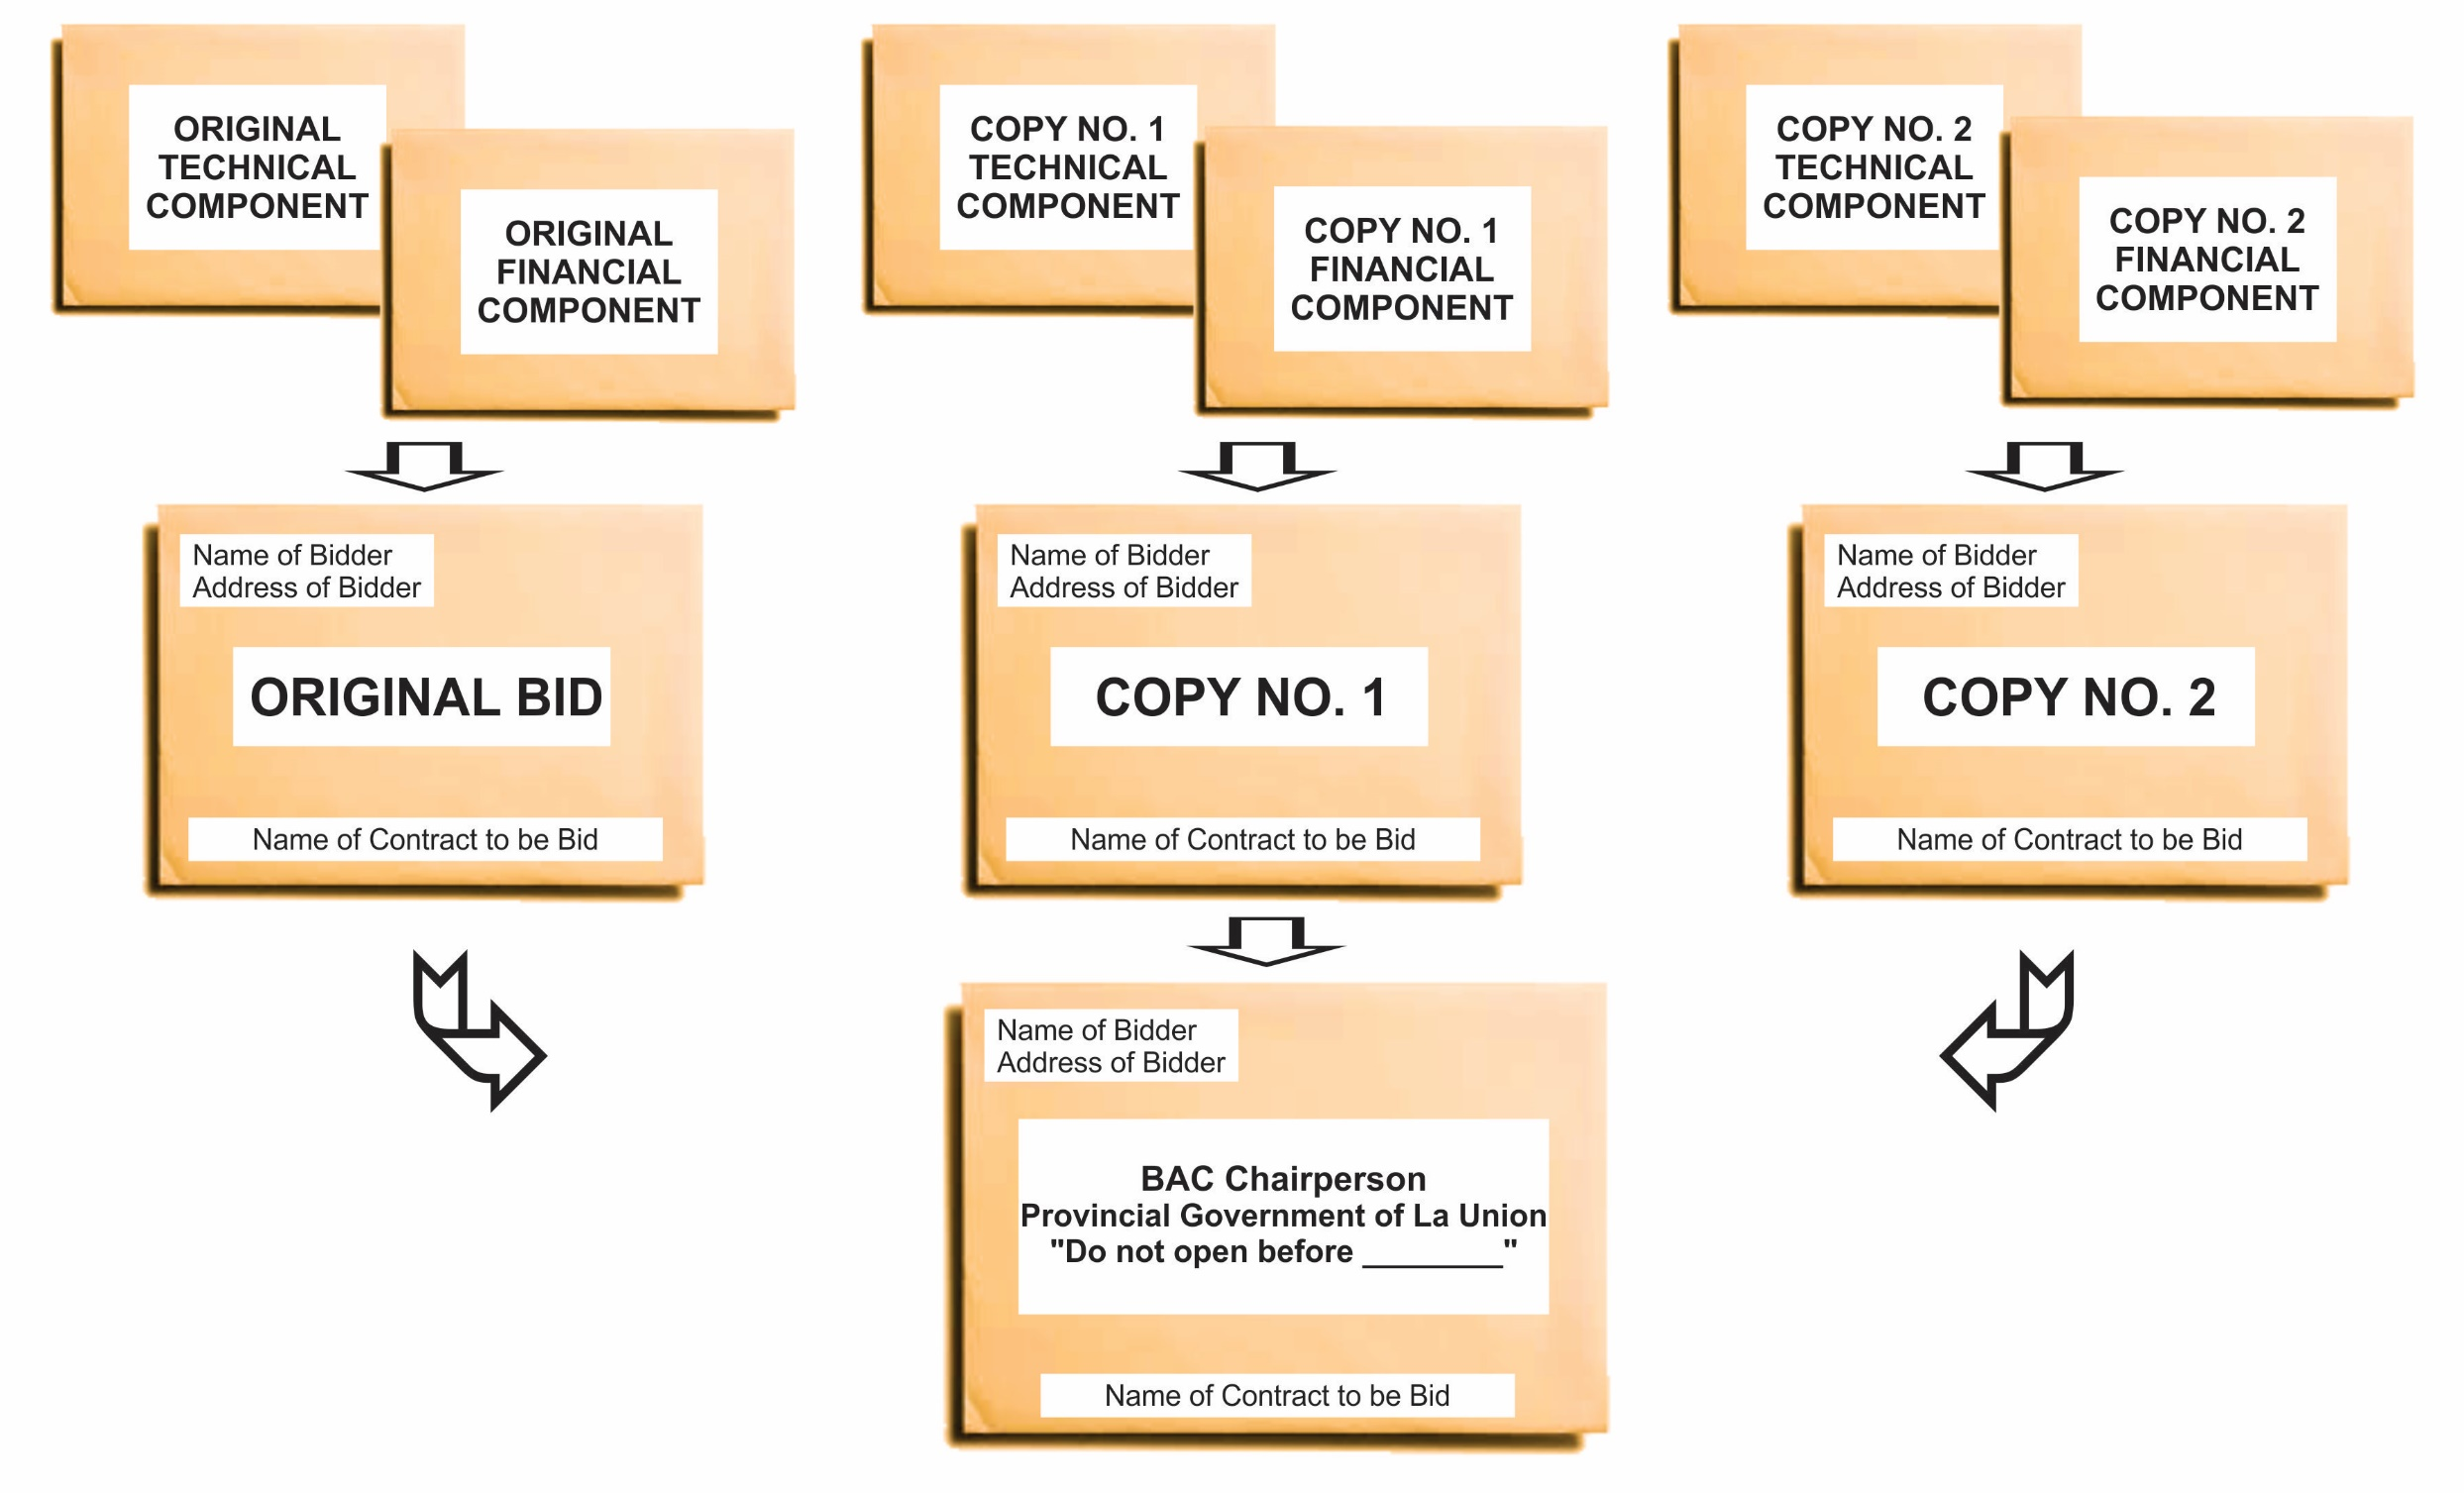 ORIGINAL
TECHNICAL
COMPONENT
ORIGINAL
FINANCIAL
COMPONENT
COPY NO. 1
TECHNICAL
COMPONENT
COPY NO. 1
FINANCIAL
COMPONENT
COPY NO. 2
TECHNICAL
COMPONENT
COPY NO. 2
FINANCIAL
COMPONENT
Name of Bidder
Address of Bidder
ORIGINAL BID
Name of Contract to be Bid
Name of Bidder
Address of Bidder
COPY NO. 1
Name of Contract to be Bid
Name of Bidder
Address of Bidder
COPY NO. 2
Name of Contract to be Bid
Name of Bidder
Address of Bidder
BAC Chairperson
Provincial Government of La Union
"Do not open before ________"
Name of Contract to be Bid